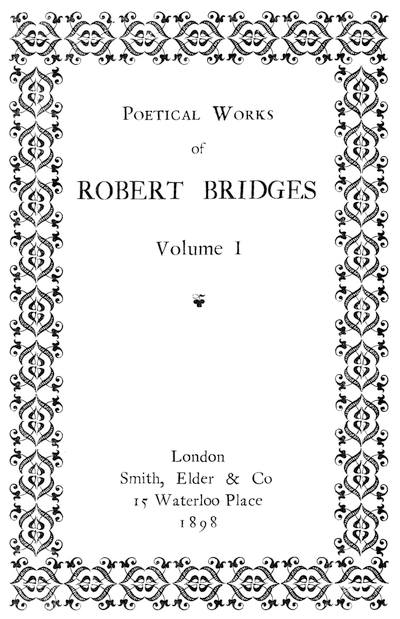 Poetical Works
of
ROBERT BRIDGES
Volume I
London
Smith, Elder & Co
15 Waterloo Place
1898